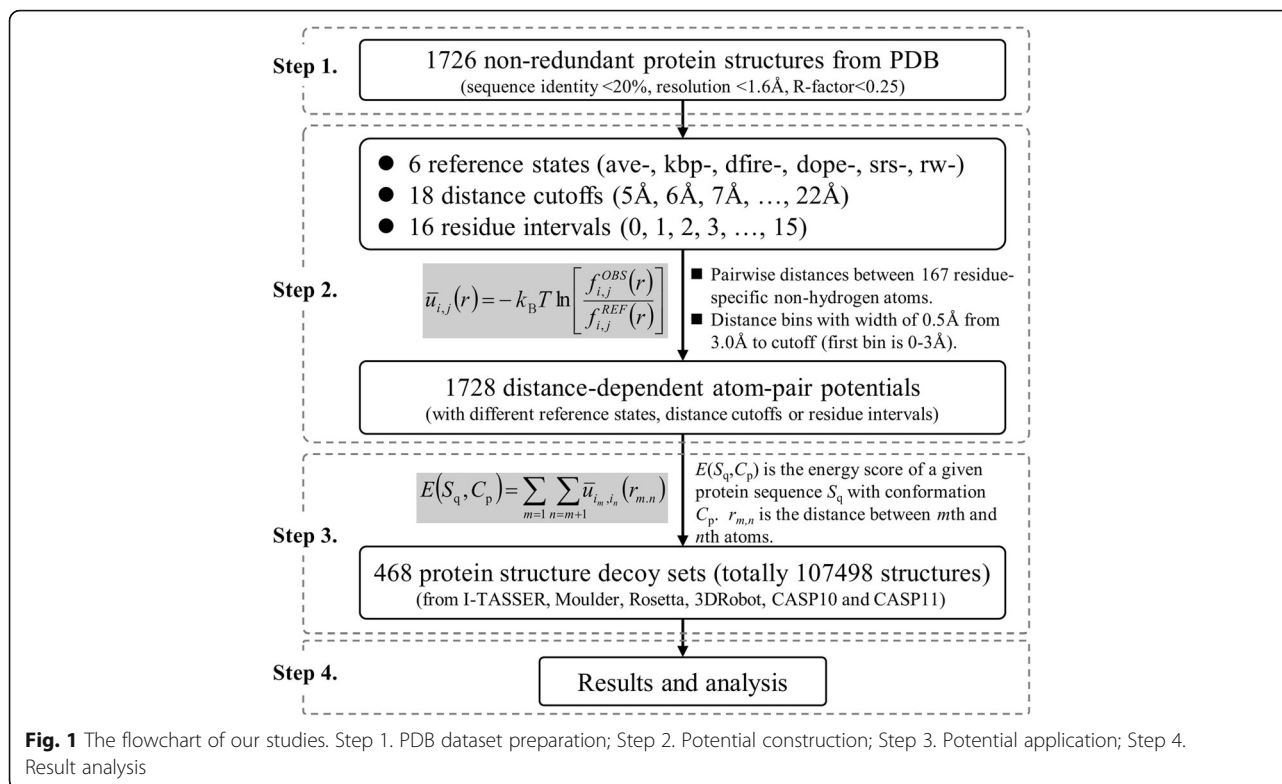 Step 1.
1726 non-redundant protein structures from PDB
(sequence identity <20%, resolution <1.6Å, R-factor<0.25)
● 6 reference states (ave-, kbp-, dfire-, dope-, srs-, rw-)
● 18 distance cutoffs (5Å, 6Å, 7Å, …, 22Å)
● 16 residue intervals (0, 1, 2, 3, …, 15)
Step 2.
ū_{i,j}(r) = −k_B T ln[f_{i,j}^{OBS}(r) / f_{i,j}^{REF}(r)]
■ Pairwise distances between 167 residue-
specific non-hydrogen atoms.
■ Distance bins with width of 0.5Å from
3.0Å to cutoff (first bin is 0-3Å).
1728 distance-dependent atom-pair potentials
(with different reference states, distance cutoffs or residue intervals)
Step 3.
E(S_q,C_p) = ∑_{m=1} ∑_{n=m+1} ū_{i_m,i_n}(r_{m.n})
E(S_q,C_p) is the energy score of a given
protein sequence S_q with conformation
C_p. r_{m,n} is the distance between mth and
nth atoms.
468 protein structure decoy sets (totally 107498 structures)
(from I-TASSER, Moulder, Rosetta, 3DRobot, CASP10 and CASP11)
Step 4.
Results and analysis
Fig. 1 The flowchart of our studies. Step 1. PDB dataset preparation; Step 2. Potential construction; Step 3. Potential application; Step 4.
Result analysis